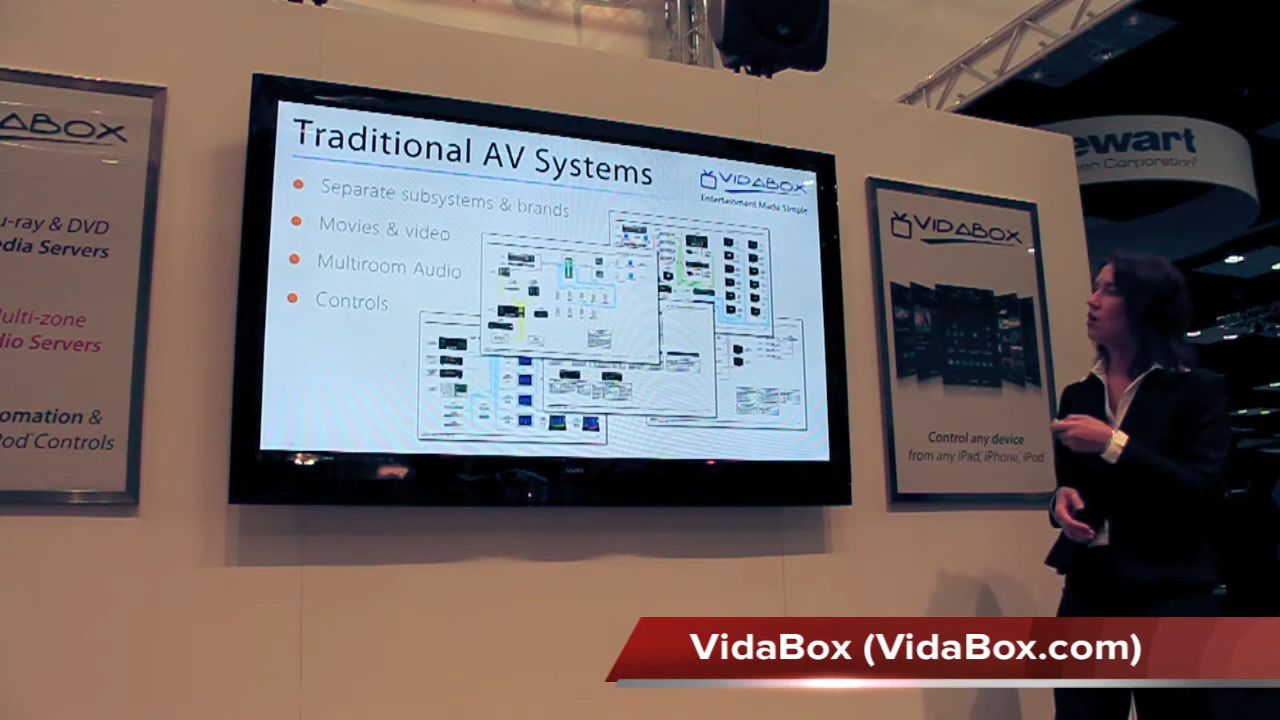 ABOX
u-ray & DVD
edia Servers
ulti-zone
dio Servers
omation &
Pod Controls
Traditional AV Systems
VIDABOX
Entertainment Made Simple
Separate subsystems & brands
Movies & video
Multiroom Audio
Controls
ewart
en Corporation
VIDABOX
Control any device
from any iPad, iPhone, iPod
VidaBox (VidaBox.com)